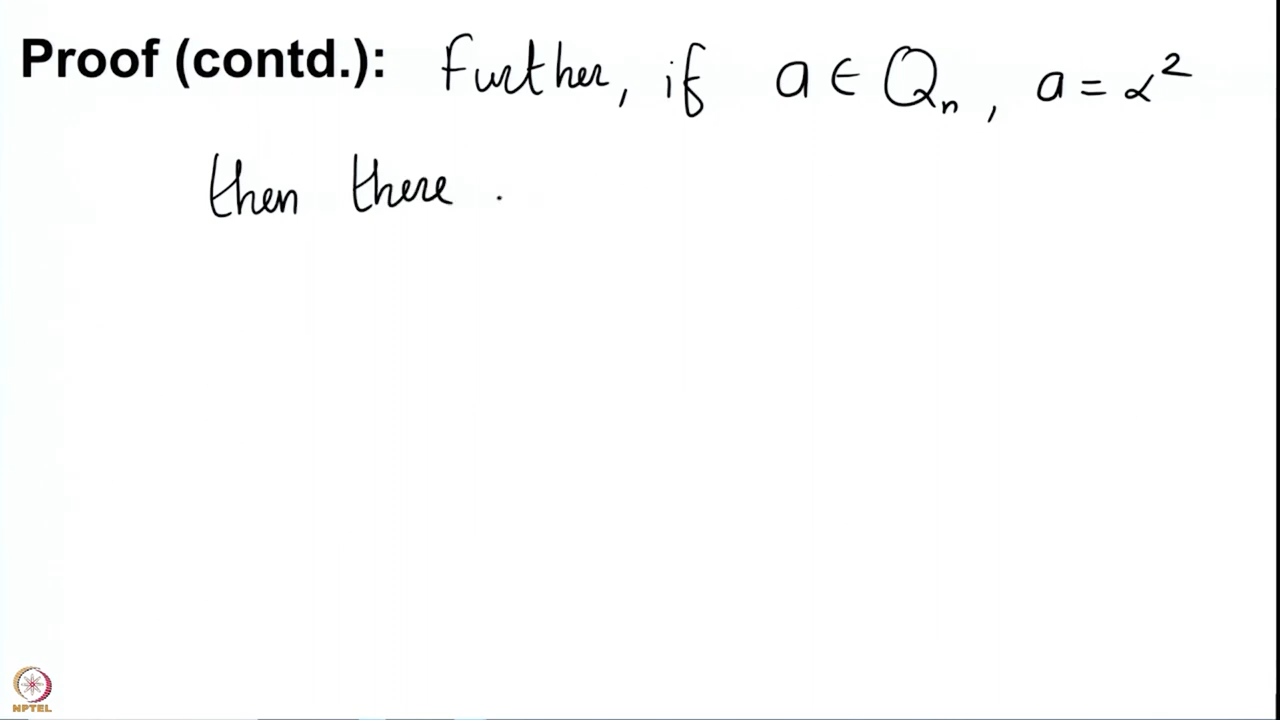 Proof (contd.): Further, if a ∈ Qₙ, a = α²
then there
NPTEL